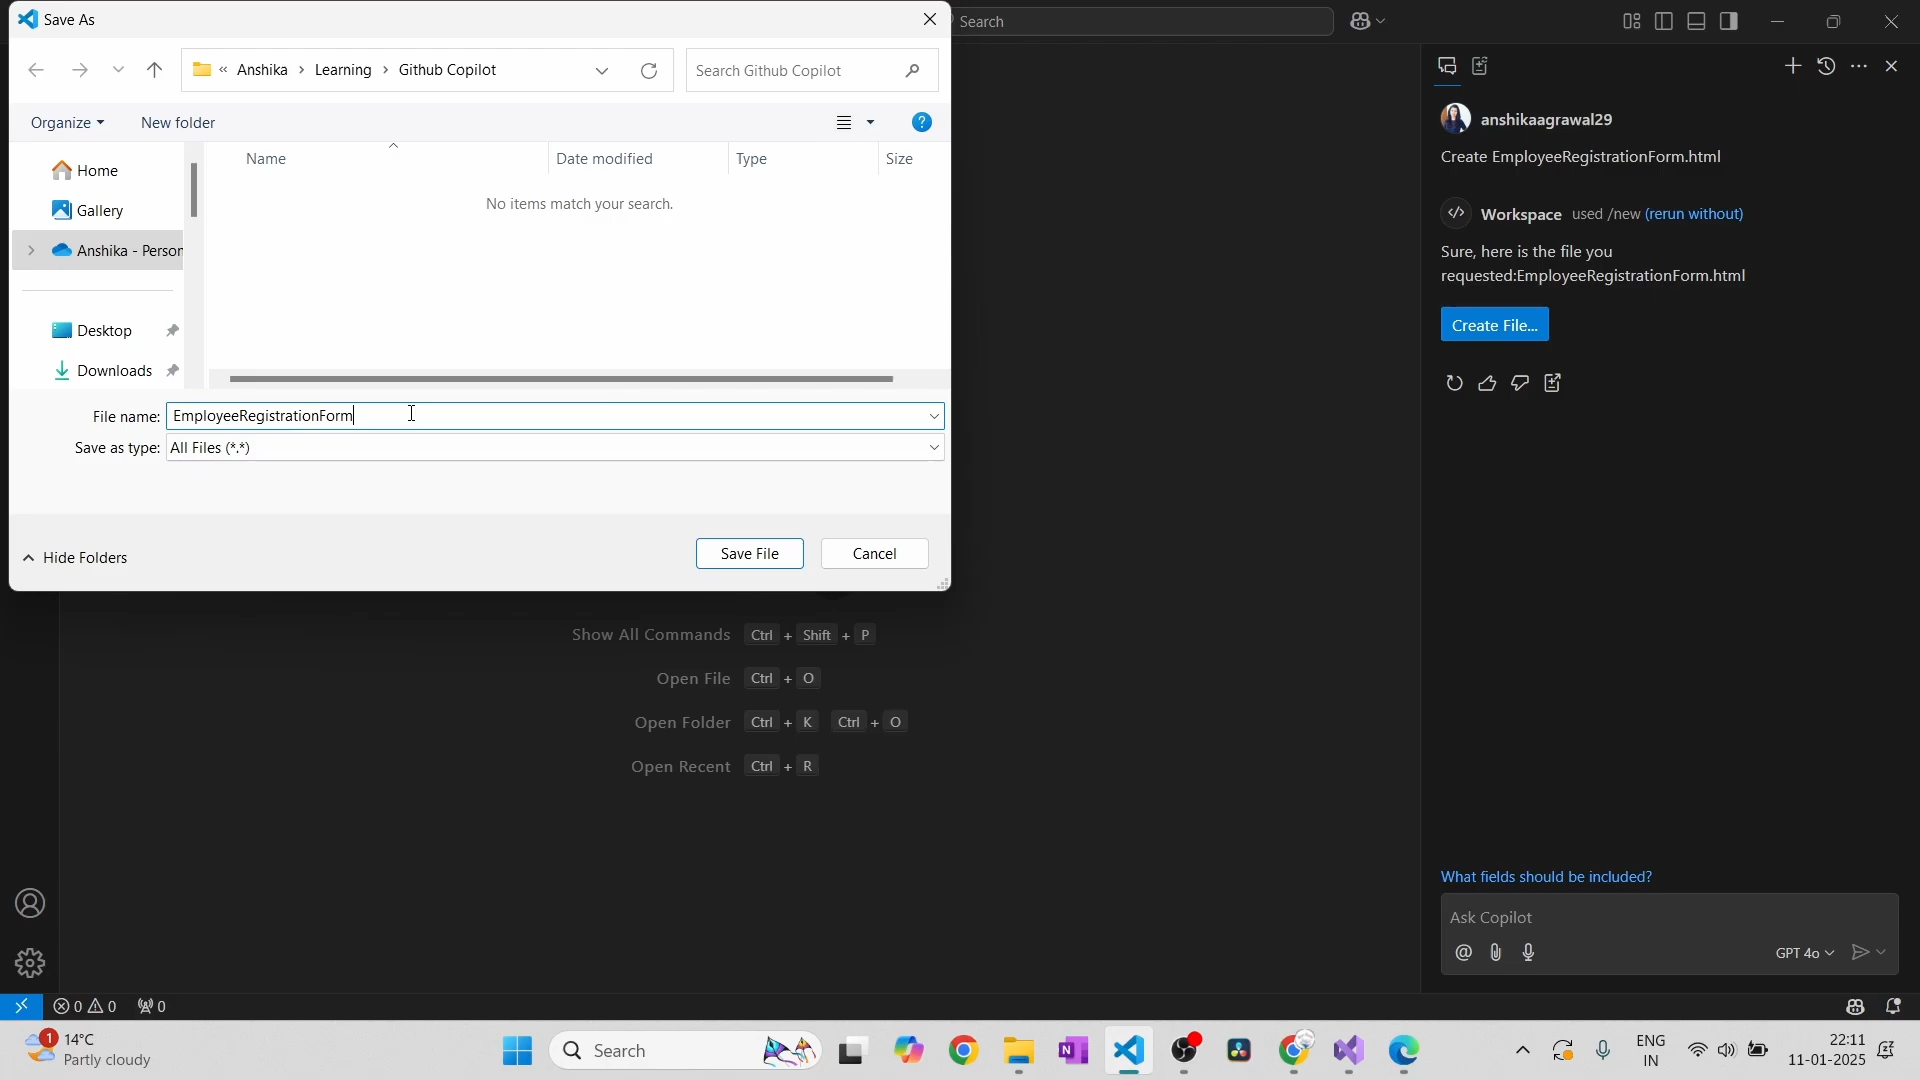 Save As
Search
« Anshika > Learning > Github Copilot
Search Github Copilot
Organize
New folder
?
Name
Date modified
Type
Size
Home
Gallery
Anshika - Person
Desktop
Downloads
No items match your search.
File name: EmployeeRegistrationForm
Save as type: All Files (*.*)
Hide Folders
Save File
Cancel
Show All Commands Ctrl + Shift + P
Open File Ctrl + O
Open Folder Ctrl + K Ctrl + O
Open Recent Ctrl + R
anshikaagrawal29
Create EmployeeRegistrationForm.html
Workspace used /new (rerun without)
Sure, here is the file you
requested:EmployeeRegistrationForm.html
Create File...
What fields should be included?
Ask Copilot
@
GPT 4o
0 0 0
1
14°C
Partly cloudy
Search
N
ENG
IN
22:11
11-01-2025